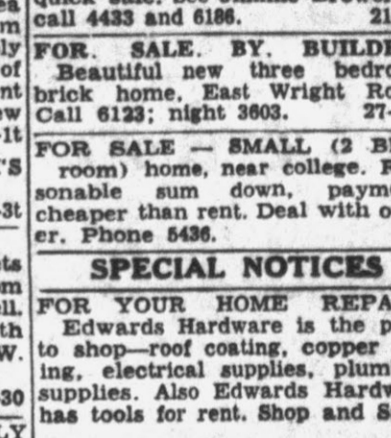 call 4433 and 6186. 21
FOR. SALE. BY. BUILD
Beautiful new three bedro
brick home, East Wright Ro
Call 6123; night 3603. 27-
FOR SALE — SMALL (2 B
room) home, near college. R
sonable sum down, paym
cheaper than rent. Deal with o
er. Phone 5436.
SPECIAL NOTICES
FOR YOUR HOME REPA
Edwards Hardware is the p
to shop—roof coating, copper
ing, electrical supplies, plum
supplies. Also Edwards Hardw
has tools for rent. Shop and S